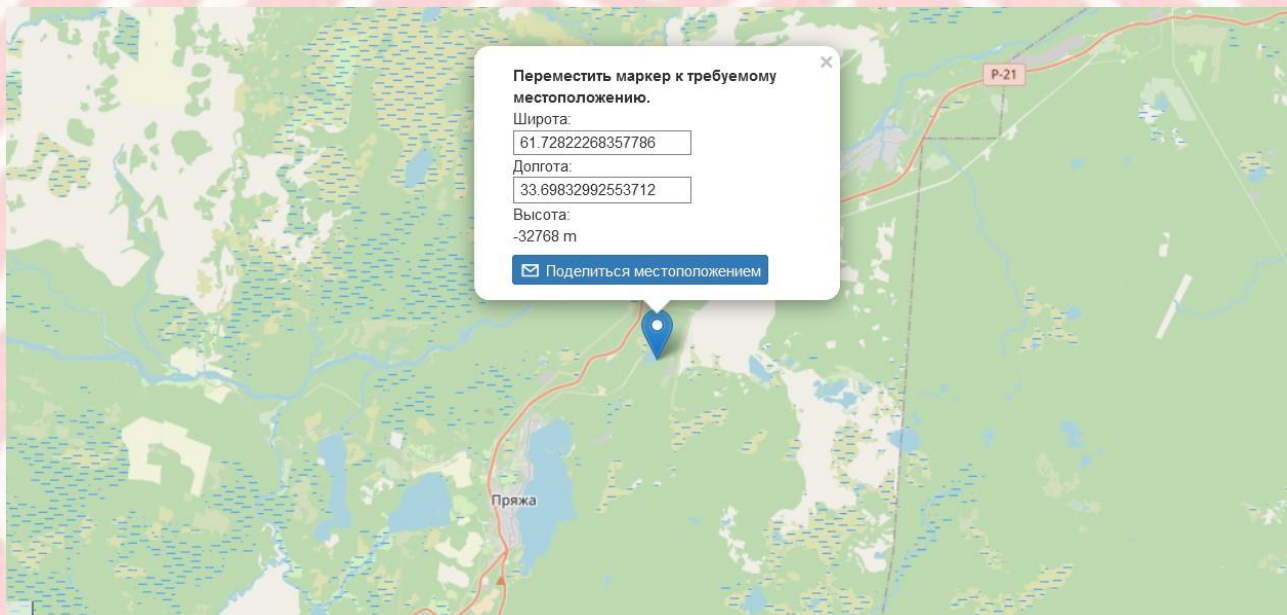 Переместить маркер к требуемому
местоположению.
Широта:
61.72822268357786
Долгота:
33.69832992553712
Высота:
-32768 m
Поделиться местоположением
P-21
Пряжа